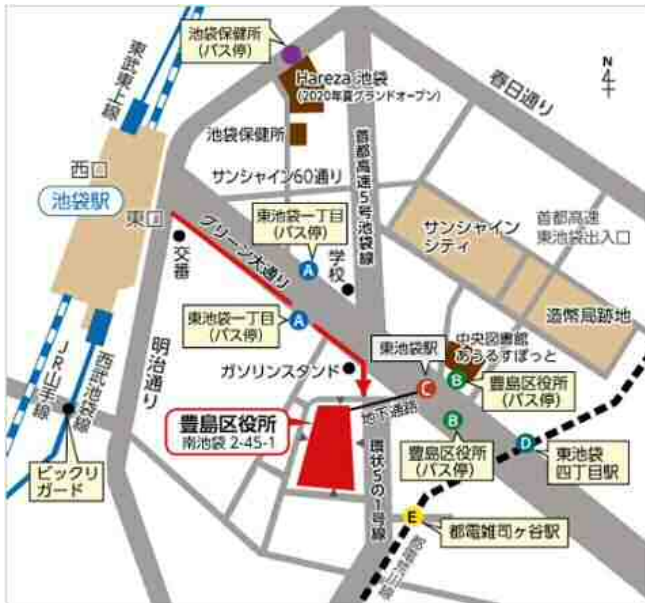 池袋保健所
(バス停)
東武東上線
N
4
Hareza 池袋
(2020年夏グランドオープン)
春日通り
池袋保健所
首都高速5号池袋線
西口
サンシャイン60通り
池袋駅
東口
グリーン大通り
東池袋一丁目
(バス停)
A
学校
サンシャイン
シティ
首都高速
東池袋出入口
交番
東池袋一丁目
(バス停)
A
造幣局跡地
明治通り
JR山手線
西武池袋線
ガソリンスタンド
東池袋駅
中央図書館
あうるすぽっと
C
B
豊島区役所
(バス停)
豊島区役所
南池袋 2-45-1
地下通路
環状5の1号線
B
豊島区役所
(バス停)
D
東池袋
四丁目駅
ビックリ
ガード
E
都電雑司ヶ谷駅
都電荒川線